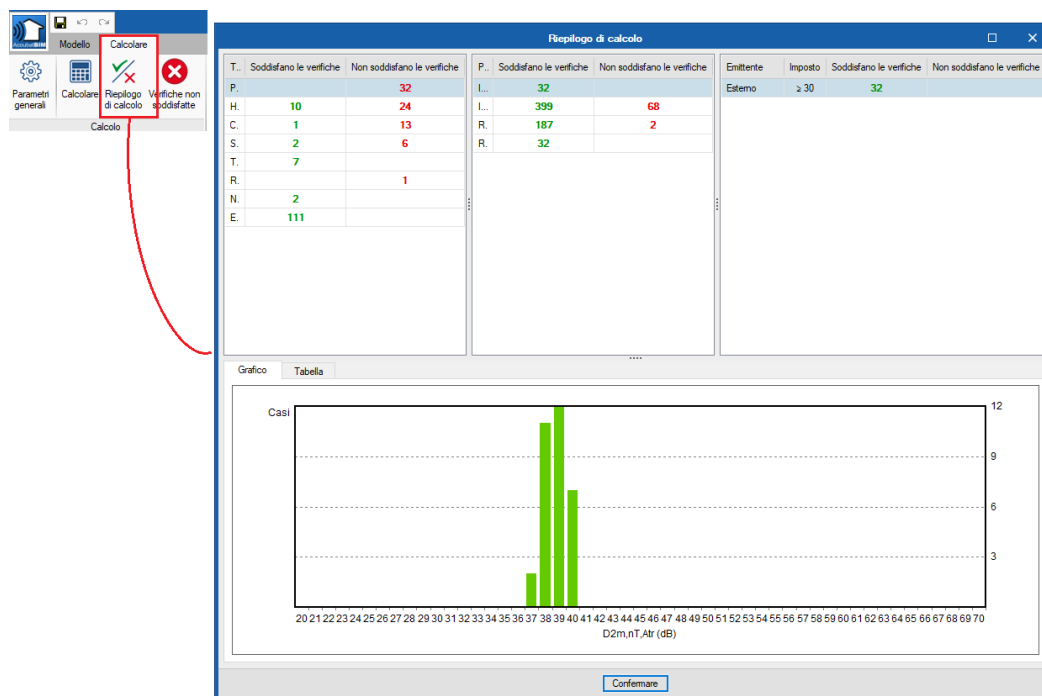 AcoubatBIM
Modello Calcolare
Parametri generali Calcolare Riepilogo di calcolo Verifiche non soddisfatte
Calcolo
Riepilogo di calcolo
T.. Soddisfano le verifiche Non soddisfano le verifiche
P. 32
H. 10 24
C. 1 13
S. 2 6
T. 7
R. 1
N. 2
E. 111
P.. Soddisfano le verifiche Non soddisfano le verifiche
I... 32
I... 399 68
R. 187 2
R. 32
Emittente Imposto Soddisfano le verifiche Non soddisfano le verifiche
Esterno ≥ 30 32
Grafico Tabella
Casi
12
9
6
3
20 21 22 23 24 25 26 27 28 29 30 31 32 33 34 35 36 37 38 39 40 41 42 43 44 45 46 47 48 49 50 51 52 53 54 55 56 57 58 59 60 61 62 63 64 65 66 67 68 69 70
D2m,nT,Atr (dB)
Confermare